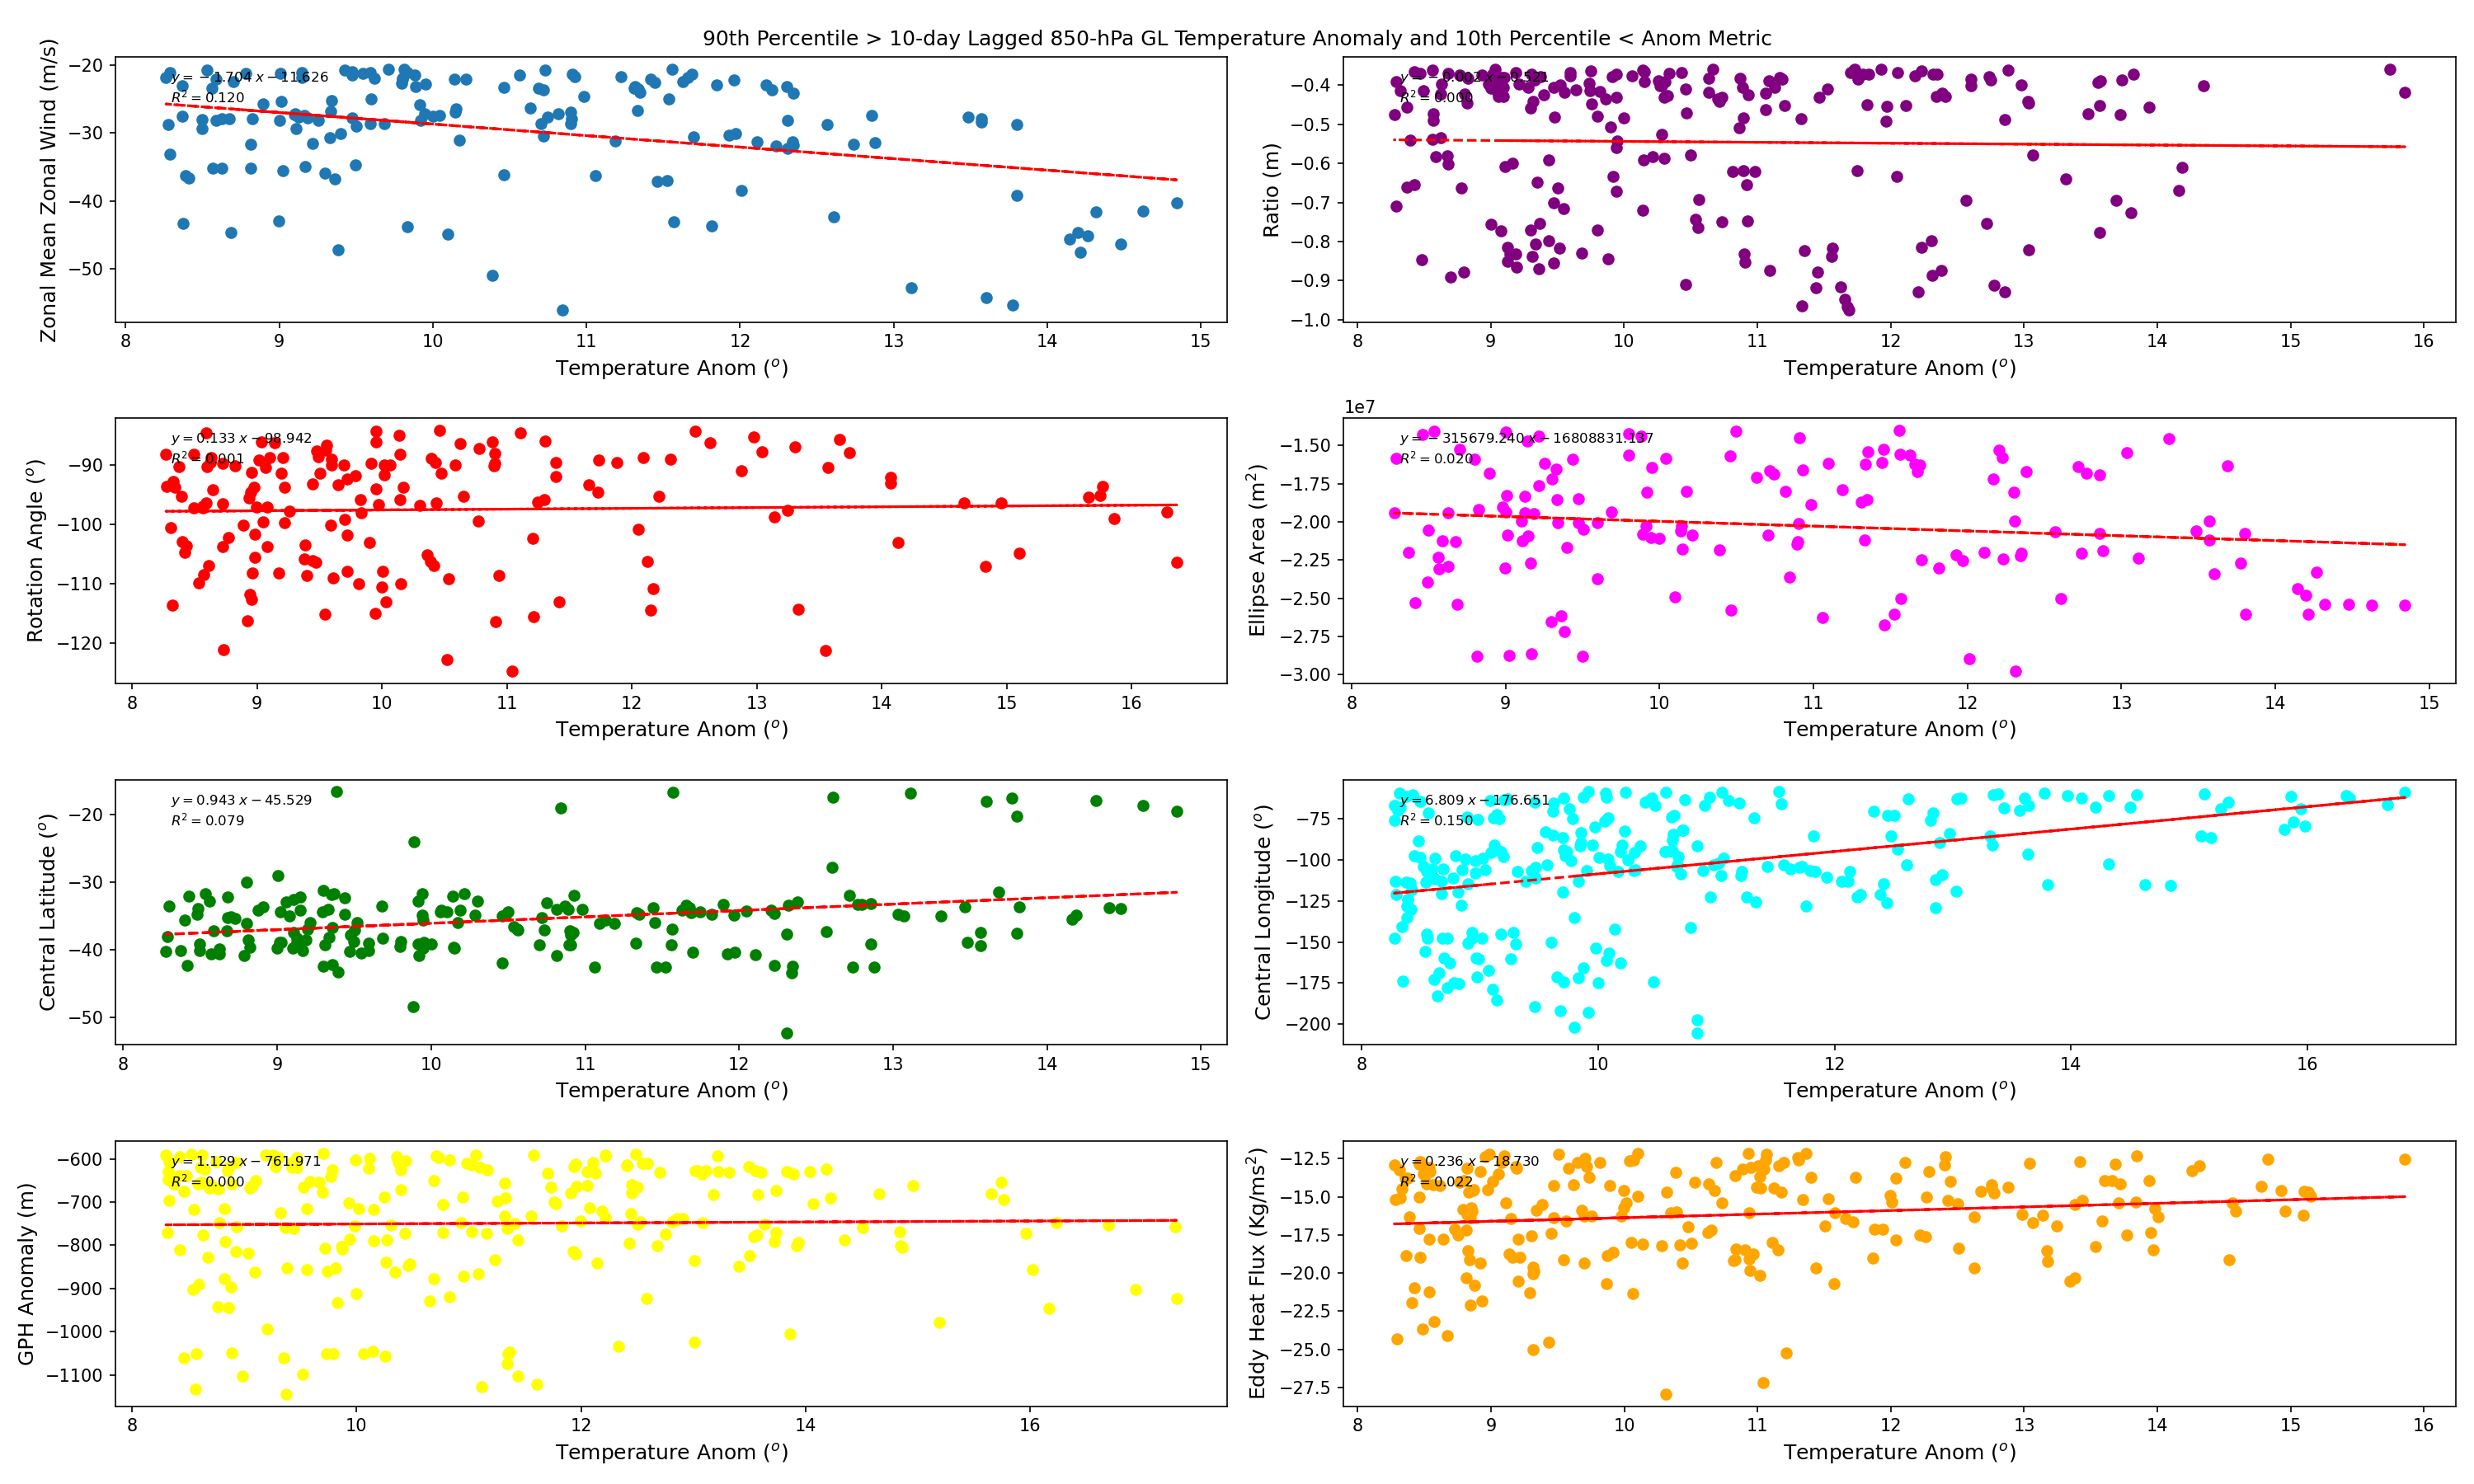 90th Percentile > 10-day Lagged 850-hPa GL Temperature Anomaly and 10th Percentile < Anom Metric
Zonal Mean Zonal Wind (m/s)
−20
−30
−40
−50
y = −1.704 x −11.626
R² = 0.120
8 9 10 11 12 13 14 15
Temperature Anom (°)
Ratio (m)
−0.4
−0.5
−0.6
−0.7
−0.8
−0.9
−1.0
y = −0.002 x −0.521
R² = 0.000
8 9 10 11 12 13 14 15 16
Temperature Anom (°)
Rotation Angle (°)
−90
−100
−110
−120
y = 0.133 x −98.942
R² = 0.001
8 9 10 11 12 13 14 15 16
Temperature Anom (°)
1e7
Ellipse Area (m²)
−1.50
−1.75
−2.00
−2.25
−2.50
−2.75
−3.00
y = −315679.240 x −16808831.137
R² = 0.020
8 9 10 11 12 13 14 15
Temperature Anom (°)
Central Latitude (°)
−20
−30
−40
−50
y = 0.943 x −45.529
R² = 0.079
8 9 10 11 12 13 14 15
Temperature Anom (°)
Central Longitude (°)
−75
−100
−125
−150
−175
−200
y = 6.809 x −176.651
R² = 0.150
8 10 12 14 16
Temperature Anom (°)
GPH Anomaly (m)
−600
−700
−800
−900
−1000
−1100
y = 1.129 x −761.971
R² = 0.000
8 10 12 14 16
Temperature Anom (°)
Eddy Heat Flux (Kg/ms²)
−12.5
−15.0
−17.5
−20.0
−22.5
−25.0
−27.5
y = 0.236 x −18.730
R² = 0.022
8 9 10 11 12 13 14 15 16
Temperature Anom (°)